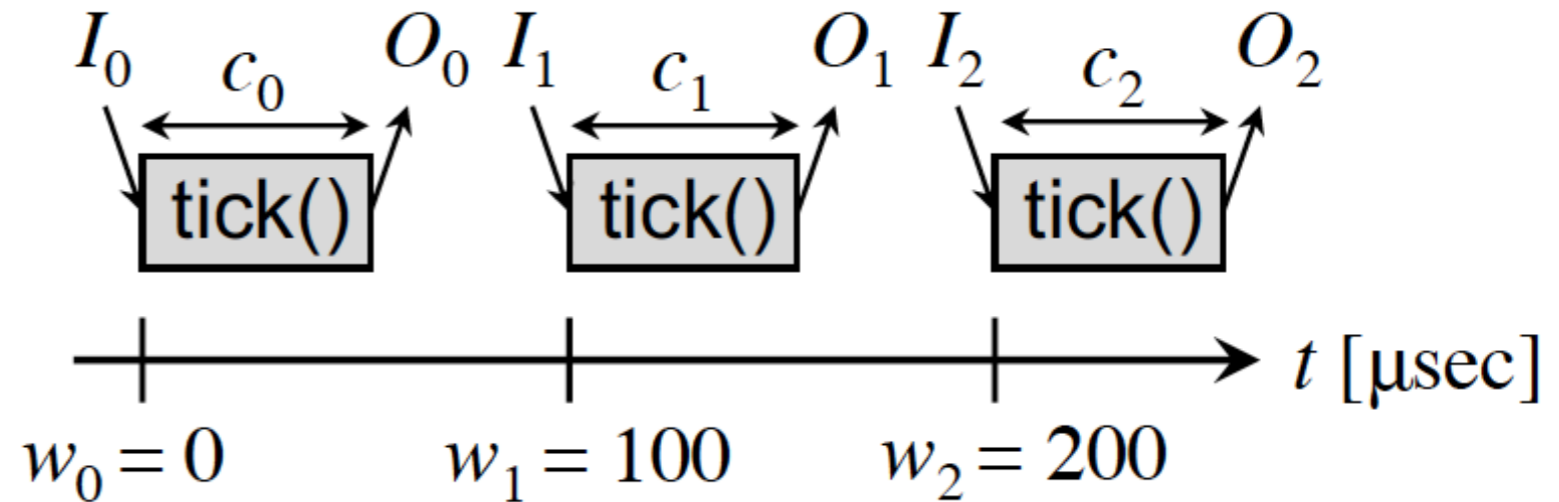 I₀ c₀ O₀ I₁ c₁ O₁ I₂ c₂ O₂
tick() tick() tick()
t [μsec]
w₀ = 0 w₁ = 100 w₂ = 200